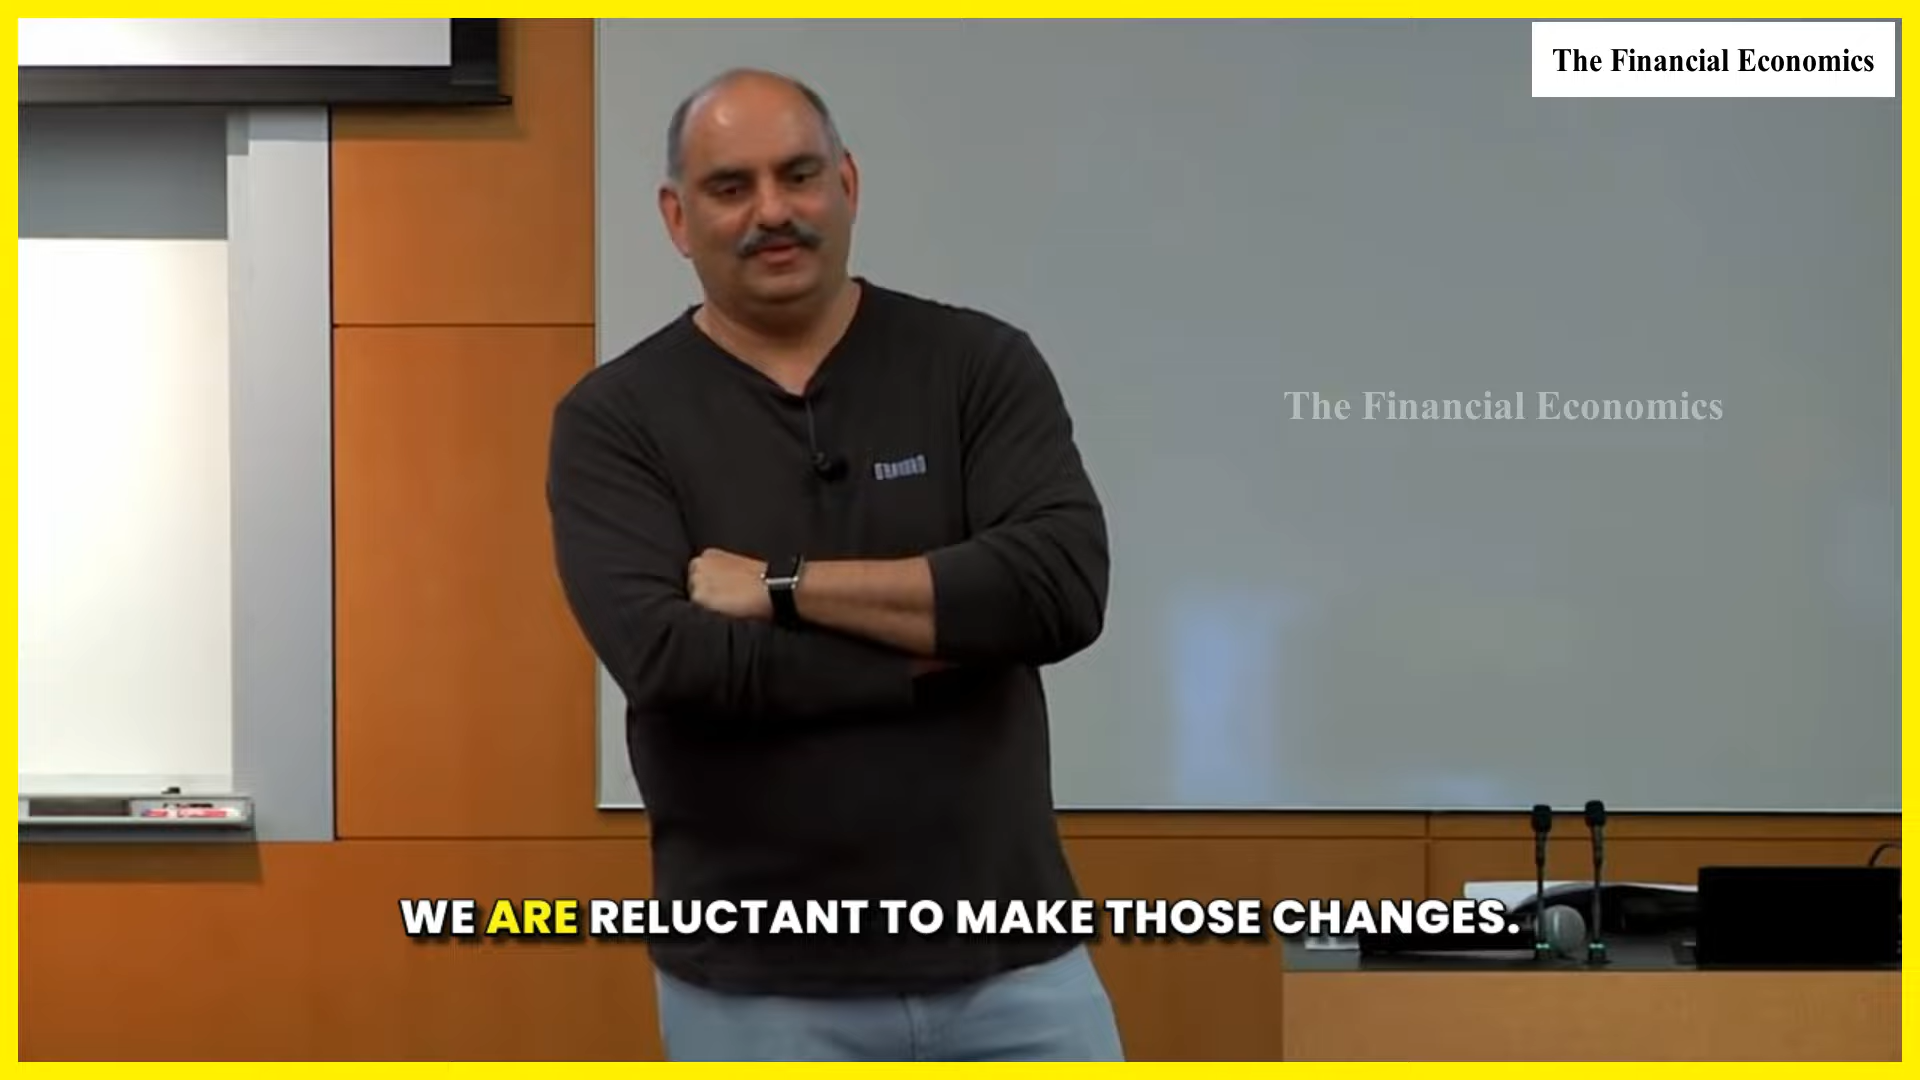 The Financial Economics
The Financial Economics
WE ARE RELUCTANT TO MAKE THOSE CHANGES.